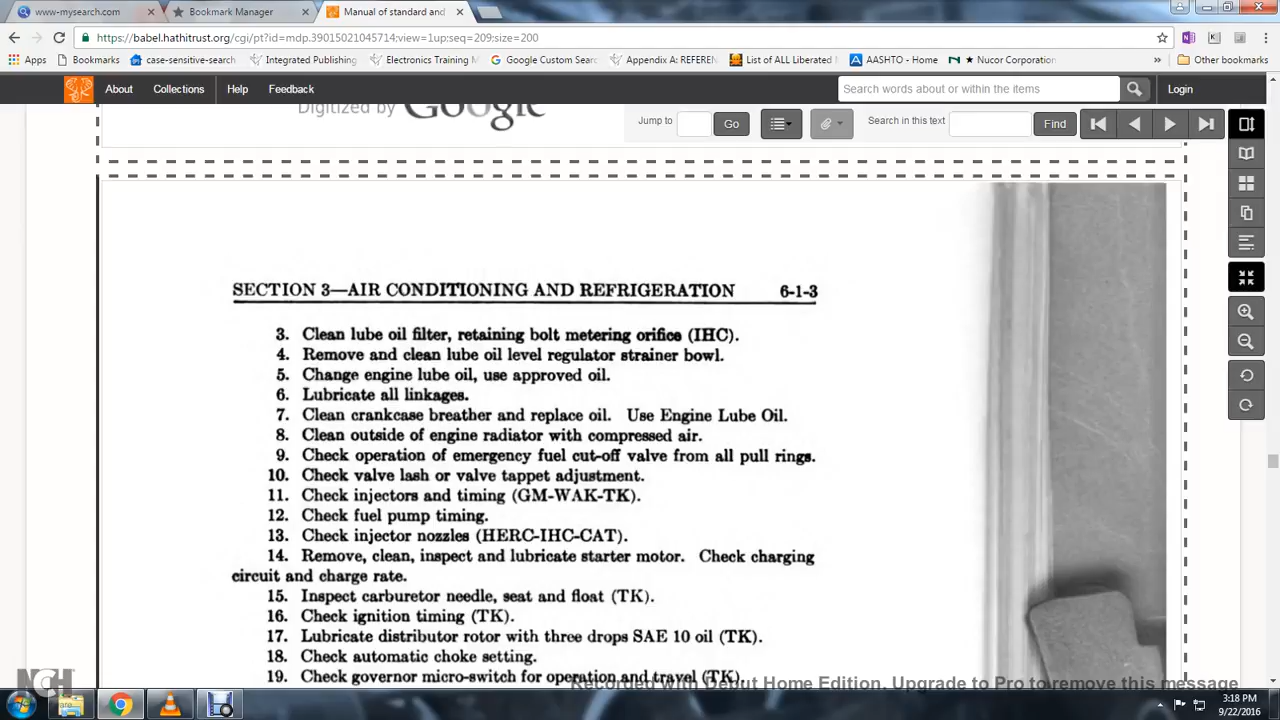 www-mysearch.com
Bookmark Manager
Manual of standard and
https://babel.hathitrust.org/cgi/pt?id=mdp.39015021045714;view=1up;seq=209;size=200
Apps
Bookmarks
case-sensitive-search
Integrated Publishing
Electronics Training M
Google Custom Searc
Appendix A: REFEREN
List of ALL Liberated
AASHTO - Home
Nucor Corporation
Other bookmarks
About
Collections
Help
Feedback
Search words about or within the items
Login
Digitized by Google
Jump to
Go
Search in this text
Find
SECTION 3—AIR CONDITIONING AND REFRIGERATION 6-1-3
3. Clean lube oil filter, retaining bolt metering orifice (IHC).
4. Remove and clean lube oil level regulator strainer bowl.
5. Change engine lube oil, use approved oil.
6. Lubricate all linkages.
7. Clean crankcase breather and replace oil. Use Engine Lube Oil.
8. Clean outside of engine radiator with compressed air.
9. Check operation of emergency fuel cut-off valve from all pull rings.
10. Check valve lash or valve tappet adjustment.
11. Check injectors and timing (GM-WAK-TK).
12. Check fuel pump timing.
13. Check injector nozzles (HERC-IHC-CAT).
14. Remove, clean, inspect and lubricate starter motor. Check charging
circuit and charge rate.
15. Inspect carburetor needle, seat and float (TK).
16. Check ignition timing (TK).
17. Lubricate distributor rotor with three drops SAE 10 oil (TK).
18. Check automatic choke setting.
19. Check governor micro-switch for operation and travel (TK).
Recorded with Debut Home Edition. Upgrade to Pro to remove this message
NCH
3:18 PM
9/22/2016